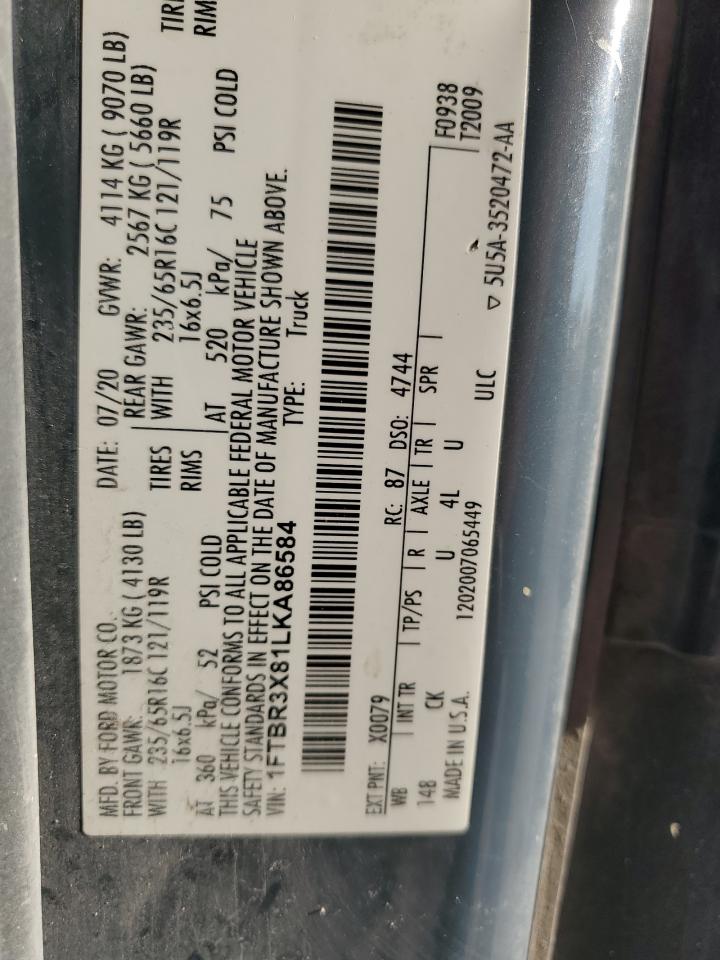 MFD. BY FORD MOTOR CO. DATE: 07/20 GVWR: 4114 KG ( 9070 LB)
FRONT GAWR: 1873 KG ( 4130 LB) REAR GAWR: 2567 KG ( 5660 LB)
WITH 235/65R16C 121/119R TIRES WITH 235/65R16C 121/119R TIRE
16x6.5J RIMS 16x6.5J RIM
AT 360 kPa/ 52 PSI COLD AT 520 kPa/ 75 PSI COLD
THIS VEHICLE CONFORMS TO ALL APPLICABLE FEDERAL MOTOR VEHICLE
SAFETY STANDARDS IN EFFECT ON THE DATE OF MANUFACTURE SHOWN ABOVE.
VIN: 1FTBR3X81LKA86584 TYPE: Truck
F0938
T2009
EXT PNT: X0079 RC: 87 DSO: 4744
WB INT TR TP/PS R AXLE TR SPR
148 CK U 4L U ULC ▽ 5U5A-3520472-AA
MADE IN U.S.A. 1202007065449